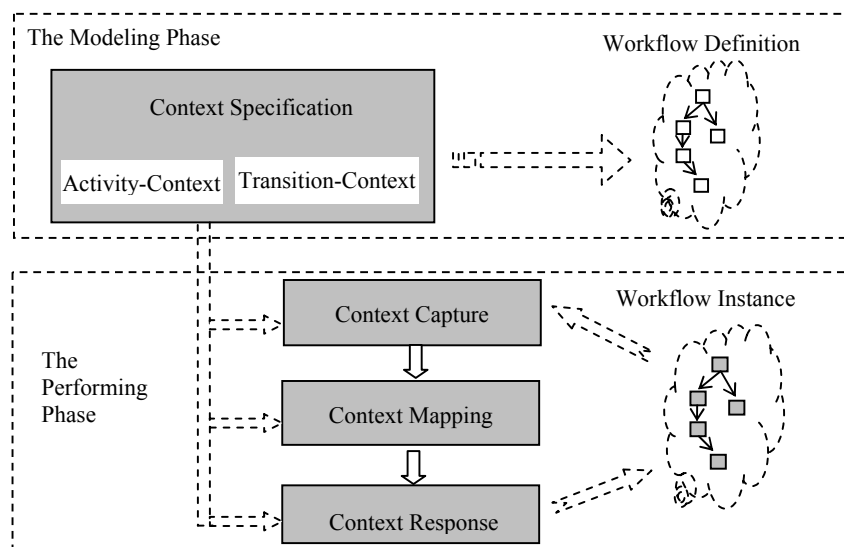 The Modeling Phase
Workflow Definition
Context Specification
Activity-Context
Transition-Context
Context Capture
Workflow Instance
The
Performing
Phase
Context Mapping
Context Response